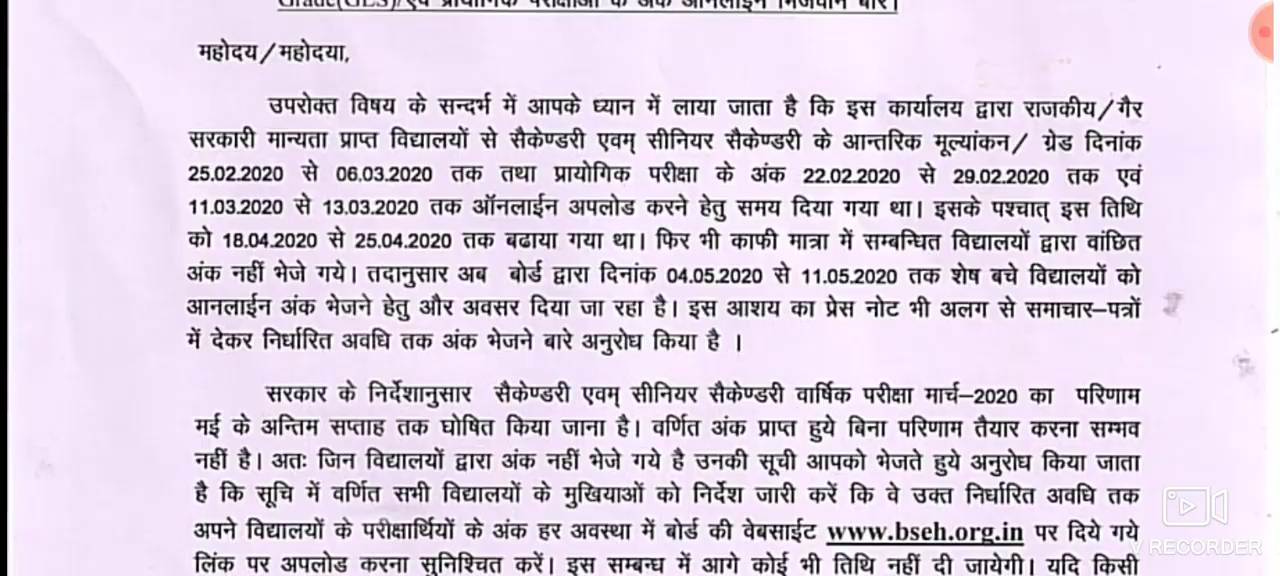 Grade(GES)/एवं प्रायोगिक परीक्षाओं के अंक ऑनलाईन भिजवाने बारे।
महोदय/महोदया,
उपरोक्त विषय के सन्दर्भ में आपके ध्यान में लाया जाता है कि इस कार्यालय द्वारा राजकीय/गैर
सरकारी मान्यता प्राप्त विद्यालयों से सैकेण्डरी एवम् सीनियर सैकेण्डरी के आन्तरिक मूल्यांकन/ ग्रेड दिनांक
25.02.2020 से 06.03.2020 तक तथा प्रायोगिक परीक्षा के अंक 22.02.2020 से 29.02.2020 तक एवं
11.03.2020 से 13.03.2020 तक ऑनलाईन अपलोड करने हेतु समय दिया गया था। इसके पश्चात् इस तिथि
को 18.04.2020 से 25.04.2020 तक बढाया गया था। फिर भी काफी मात्रा में सम्बन्धित विद्यालयों द्वारा वांछित
अंक नहीं भेजे गये। तदानुसार अब बोर्ड द्वारा दिनांक 04.05.2020 से 11.05.2020 तक शेष बचे विद्यालयों को
आनलाईन अंक भेजने हेतु और अवसर दिया जा रहा है। इस आशय का प्रेस नोट भी अलग से समाचार–पत्रों
में देकर निर्धारित अवधि तक अंक भेजने बारे अनुरोध किया है ।
सरकार के निर्देशानुसार सैकेण्डरी एवम् सीनियर सैकेण्डरी वार्षिक परीक्षा मार्च–2020 का परिणाम
मई के अन्तिम सप्ताह तक घोषित किया जाना है। वर्णित अंक प्राप्त हुये बिना परिणाम तैयार करना सम्भव
नहीं है। अतः जिन विद्यालयों द्वारा अंक नहीं भेजे गये है उनकी सूची आपको भेजते हुये अनुरोध किया जाता
है कि सूचि में वर्णित सभी विद्यालयों के मुखियाओं को निर्देश जारी करें कि वे उक्त निर्धारित अवधि तक
अपने विद्यालयों के परीक्षार्थियों के अंक हर अवस्था में बोर्ड की वेबसाईट www.bseh.org.in पर दिये गये
लिंक पर अपलोड करना सुनिश्चित करें। इस सम्बन्ध में आगे कोई भी तिथि नहीं दी जायेगी। यदि किसी
V RECORDER